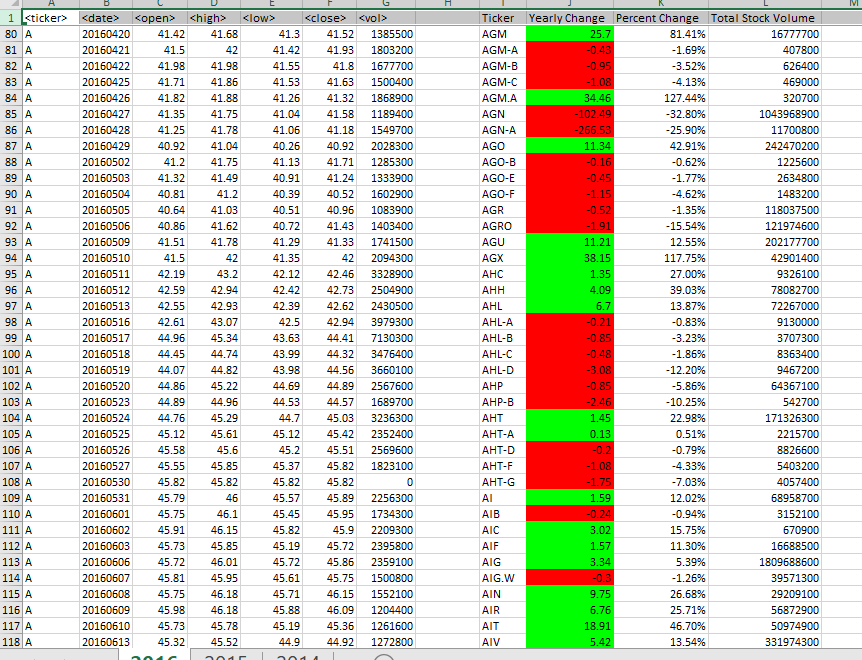 A B C D E F G H I J K L M
1 <ticker> <date> <open> <high> <low> <close> <vol> Ticker Yearly Change Percent Change Total Stock Volume
80 A 20160420 41.42 41.68 41.3 41.52 1385500 AGM 25.7 81.41% 16777700
81 A 20160421 41.5 42 41.42 41.93 1803200 AGM-A -0.43 -1.69% 407800
82 A 20160422 41.98 41.98 41.55 41.8 1677700 AGM-B -0.95 -3.52% 626400
83 A 20160425 41.71 41.86 41.53 41.63 1500400 AGM-C -1.08 -4.13% 469000
84 A 20160426 41.82 41.88 41.26 41.32 1868900 AGM.A 34.46 127.44% 320700
85 A 20160427 41.35 41.75 41.04 41.58 1189400 AGN -102.49 -32.80% 1043968900
86 A 20160428 41.25 41.78 41.06 41.18 1549700 AGN-A -266.53 -25.90% 11700800
87 A 20160429 40.92 41.04 40.26 40.92 2028300 AGO 11.34 42.91% 242470200
88 A 20160502 41.2 41.75 41.13 41.71 1285300 AGO-B -0.16 -0.62% 1225600
89 A 20160503 41.32 41.49 40.91 41.24 1333900 AGO-E -0.45 -1.77% 2634800
90 A 20160504 40.81 41.2 40.39 40.52 1602900 AGO-F -1.15 -4.62% 1483200
91 A 20160505 40.64 41.03 40.51 40.96 1083900 AGR -0.52 -1.35% 118037500
92 A 20160506 40.86 41.62 40.72 41.43 1403400 AGRO -1.91 -15.54% 121974600
93 A 20160509 41.51 41.78 41.29 41.33 1741500 AGU 11.21 12.55% 202177700
94 A 20160510 41.5 42 41.35 42 2094300 AGX 38.15 117.75% 42901400
95 A 20160511 42.19 43.2 42.12 42.46 3328900 AHC 1.35 27.00% 9326100
96 A 20160512 42.59 42.94 42.42 42.73 2504900 AHH 4.09 39.03% 78082700
97 A 20160513 42.55 42.93 42.39 42.62 2430500 AHL 6.7 13.87% 72267000
98 A 20160516 42.61 43.07 42.5 42.94 3979300 AHL-A -0.21 -0.83% 9130000
99 A 20160517 44.96 45.34 43.63 44.41 7130300 AHL-B -0.85 -3.23% 3707300
100 A 20160518 44.45 44.74 43.99 44.32 3476400 AHL-C -0.48 -1.86% 8363400
101 A 20160519 44.07 44.82 43.98 44.56 3660100 AHL-D -3.08 -12.20% 9467200
102 A 20160520 44.86 45.22 44.69 44.89 2567600 AHP -0.85 -5.86% 64367100
103 A 20160523 44.89 44.96 44.53 44.57 1689700 AHP-B -2.46 -10.25% 542700
104 A 20160524 44.76 45.29 44.7 45.03 3236300 AHT 1.45 22.98% 171326300
105 A 20160525 45.12 45.61 45.12 45.42 2352400 AHT-A 0.13 0.51% 2215700
106 A 20160526 45.58 45.6 45.2 45.51 2569600 AHT-D -0.2 -0.79% 8826600
107 A 20160527 45.55 45.85 45.37 45.82 1823100 AHT-F -1.08 -4.33% 5403200
108 A 20160530 45.82 45.82 45.82 45.82 0 AHT-G -1.75 -7.03% 4057400
109 A 20160531 45.79 46 45.57 45.89 2256300 AI 1.59 12.02% 68958700
110 A 20160601 45.75 46.1 45.45 45.95 1734300 AIB -0.24 -0.94% 3152100
111 A 20160602 45.91 46.15 45.82 45.9 2209300 AIC 3.02 15.75% 670900
112 A 20160603 45.73 45.85 45.19 45.72 2395800 AIF 1.57 11.30% 16688500
113 A 20160606 45.72 46.01 45.72 45.86 2359100 AIG 3.34 5.39% 1809688600
114 A 20160607 45.81 45.95 45.61 45.75 1500800 AIG.W -0.3 -1.26% 39571300
115 A 20160608 45.75 46.18 45.71 46.15 1552100 AIN 9.75 26.68% 29209100
116 A 20160609 45.98 46.18 45.88 46.09 1204400 AIR 6.76 25.71% 56872900
117 A 20160610 45.73 45.78 45.19 45.36 1261600 AIT 18.91 46.70% 50974900
118 A 20160613 45.32 45.52 44.9 44.92 1272800 AIV 5.42 13.54% 331974300
2016 2015 2014